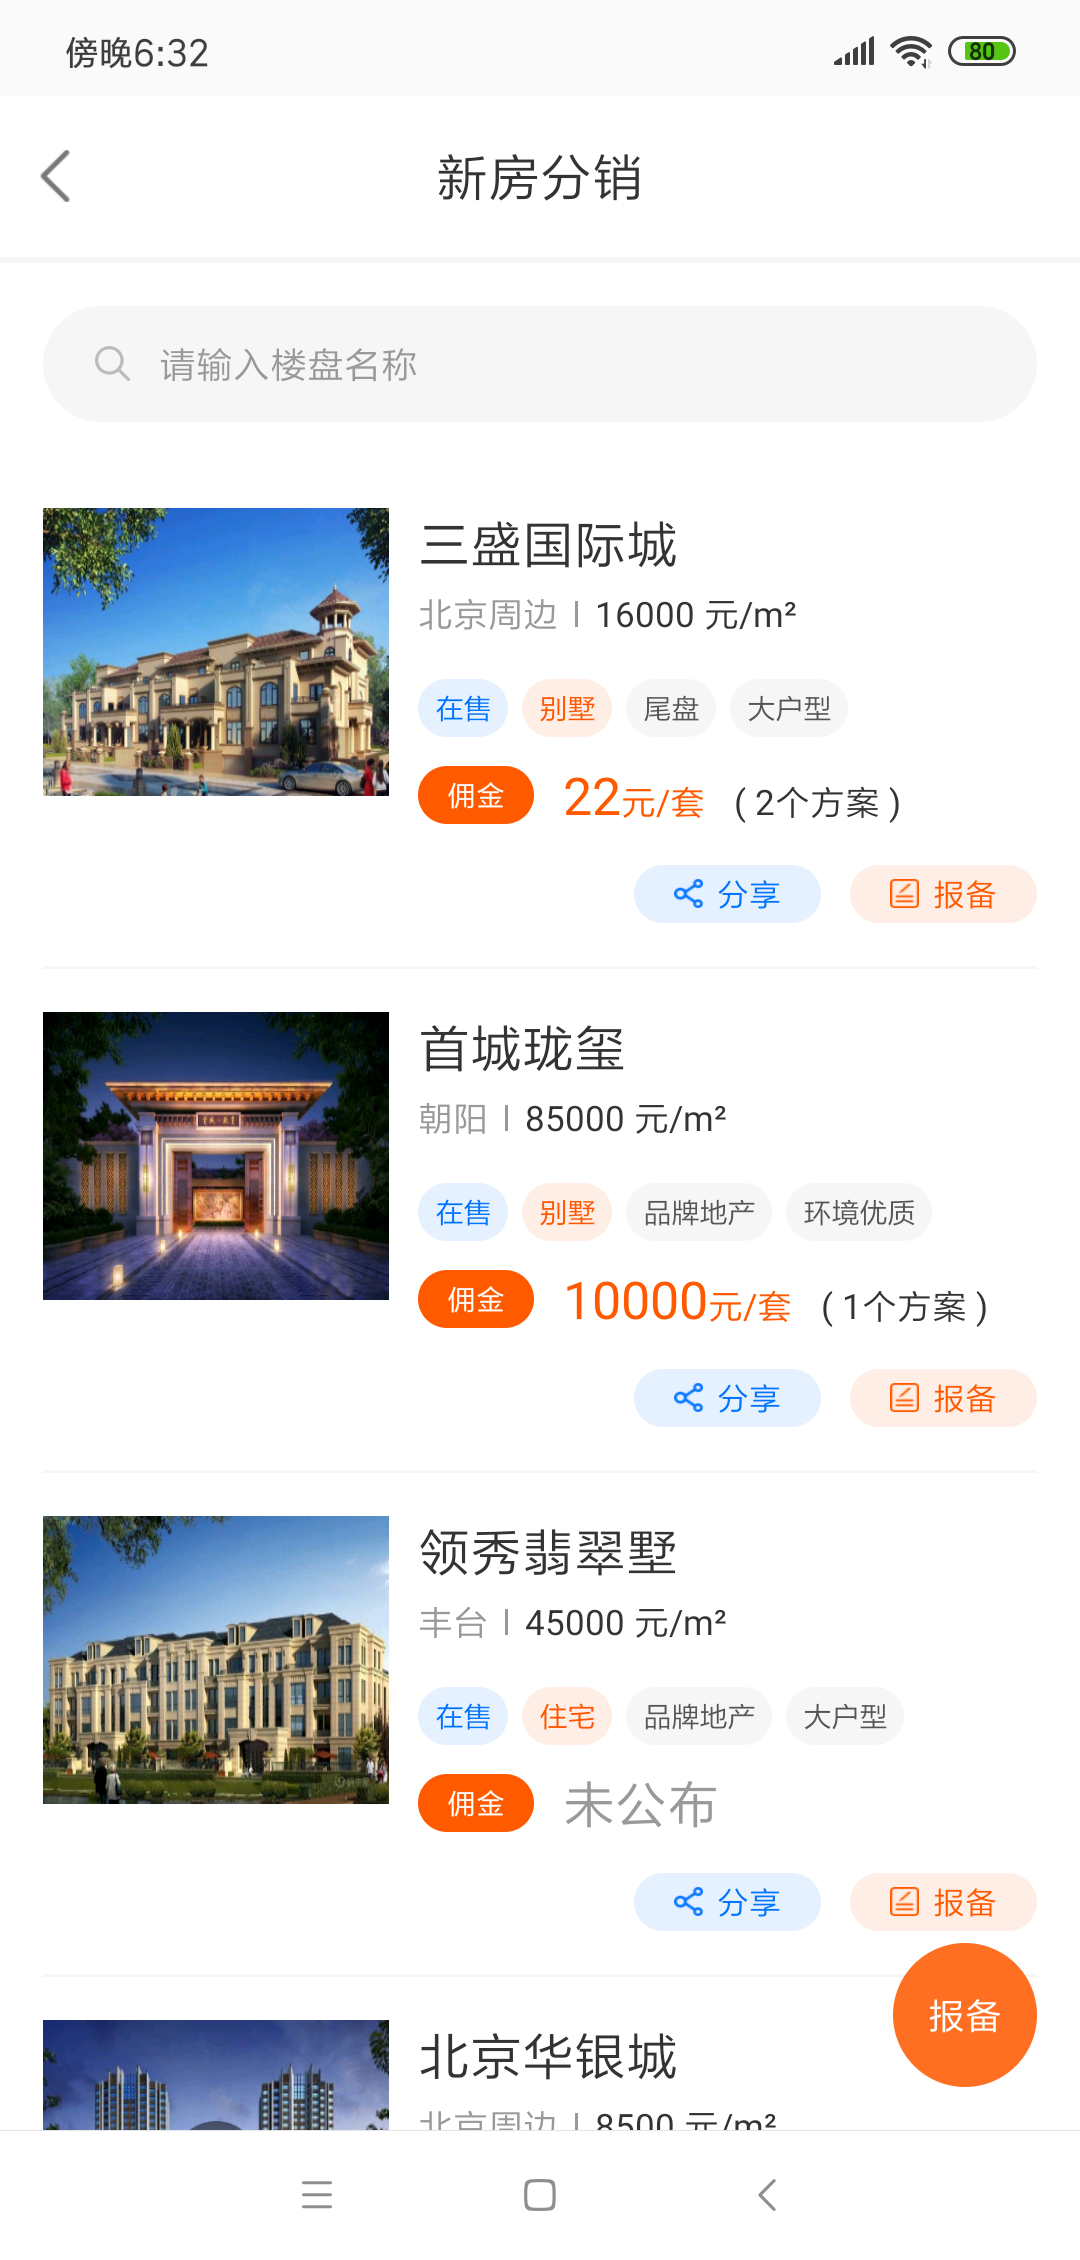 傍晚6:32
80
新房分销
请输入楼盘名称
三盛国际城
北京周边 | 16000 元/m²
在售 别墅 尾盘 大户型
佣金 22元/套 ( 2个方案 )
分享 报备
首城珑玺
朝阳 | 85000 元/m²
在售 别墅 品牌地产 环境优质
佣金 10000元/套 ( 1个方案 )
分享 报备
领秀翡翠墅
丰台 | 45000 元/m²
在售 住宅 品牌地产 大户型
佣金 未公布
分享 报备
报备
北京华银城
北京周边 | 8500 元/m²